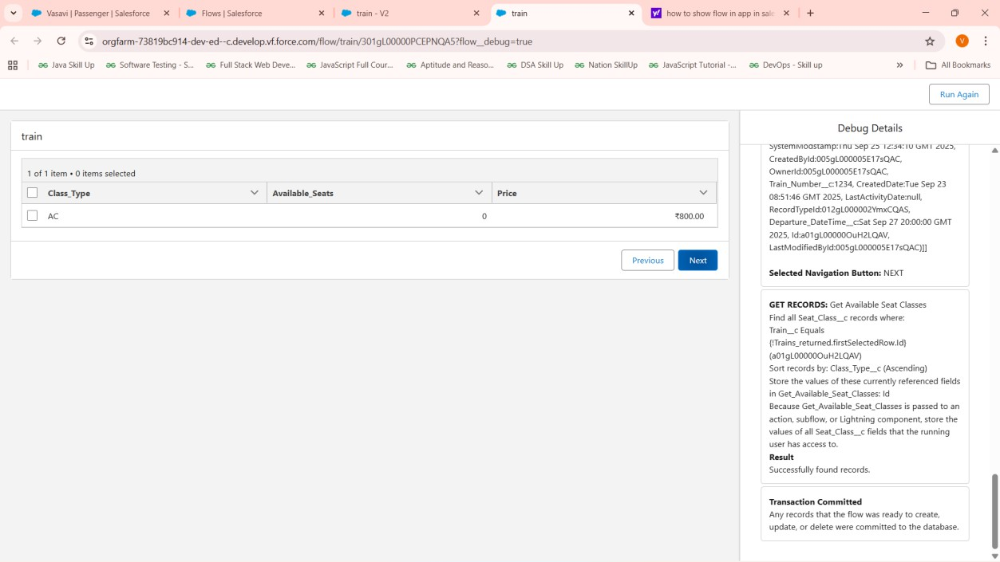 Vasavi | Passenger | Salesforce
Flows | Salesforce
train - V2
train
how to show flow in app in sale
orgfarm-73819bc914-dev-ed--c.develop.vf.force.com/flow/train/301gL00000PCEPNQA5?flow__debug=true
V
Java Skill Up
Software Testing - S...
Full Stack Web Deve...
JavaScript Full Cour...
Aptitude and Reaso...
DSA Skill Up
Nation SkillUp
JavaScript Tutorial -...
DevOps - Skill up
All Bookmarks
Run Again
train
1 of 1 item • 0 items selected
Class_Type
Available_Seats
Price
AC
0
₹800.00
Previous
Next
Debug Details
SystemModstamp:Thu Sep 25 12:34:10 GMT 2025,
CreatedById:005gL000005E17sQAC,
OwnerId:005gL000005E17sQAC,
Train_Number__c:1234, CreatedDate:Tue Sep 23
08:51:46 GMT 2025, LastActivityDate:null,
RecordTypeId:012gL000002YmxCQAS,
Departure_DateTime__c:Sat Sep 27 20:00:00 GMT
2025, Id:a01gL00000OuH2LQAV,
LastModifiedById:005gL000005E17sQAC}]]
Selected Navigation Button: NEXT
GET RECORDS: Get Available Seat Classes
Find all Seat_Class__c records where:
Train__c Equals
{!Trains_returned.firstSelectedRow.Id}
(a01gL00000OuH2LQAV)
Sort records by: Class_Type__c (Ascending)
Store the values of these currently referenced fields
in Get_Available_Seat_Classes: Id
Because Get_Available_Seat_Classes is passed to an
action, subflow, or Lightning component, store the
values of all Seat_Class__c fields that the running
user has access to.
Result
Successfully found records.
Transaction Committed
Any records that the flow was ready to create,
update, or delete were committed to the database.